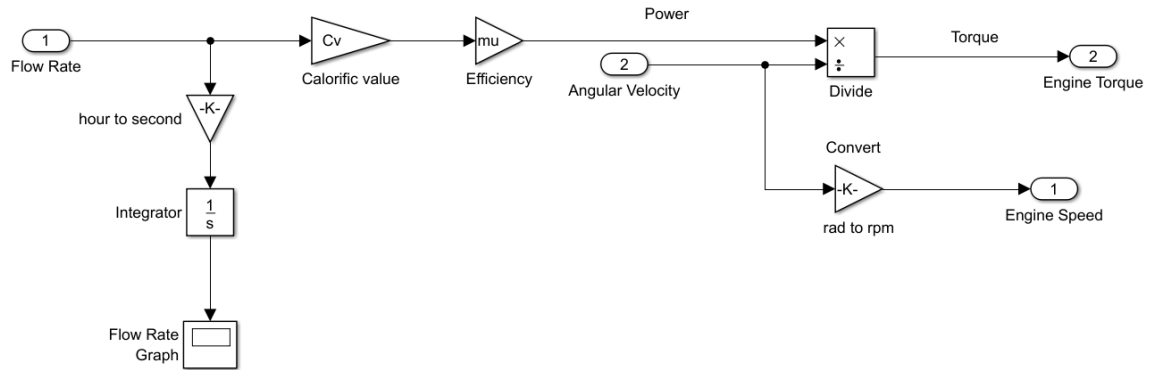 Power
1
Flow Rate
Cv
Calorific value
mu
Efficiency
2
Angular Velocity
×
÷
Divide
Torque
2
Engine Torque
-K-
hour to second
Integrator
1
s
Flow Rate
Graph
Convert
-K-
rad to rpm
1
Engine Speed